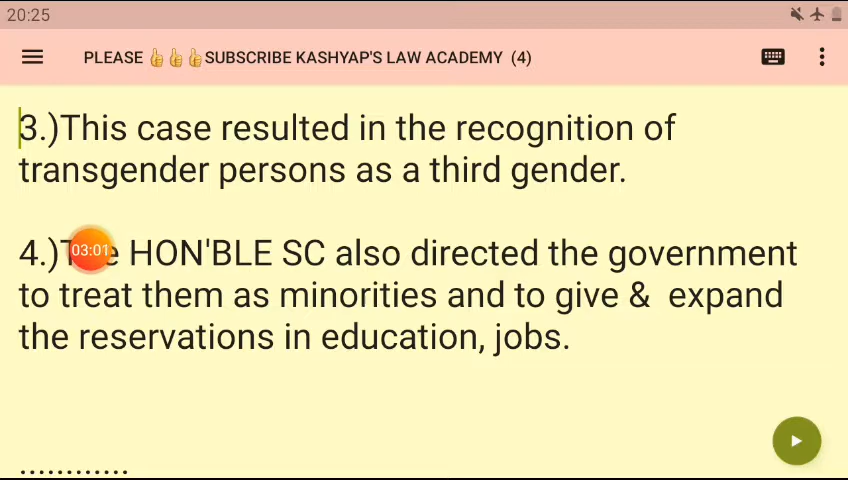 20:25
PLEASE 👍👍👍SUBSCRIBE KASHYAP'S LAW ACADEMY (4)
3.)This case resulted in the recognition of
transgender persons as a third gender.
4.) HON'BLE SC also directed the government
03:01
to treat them as minorities and to give & expand
the reservations in education, jobs.
............